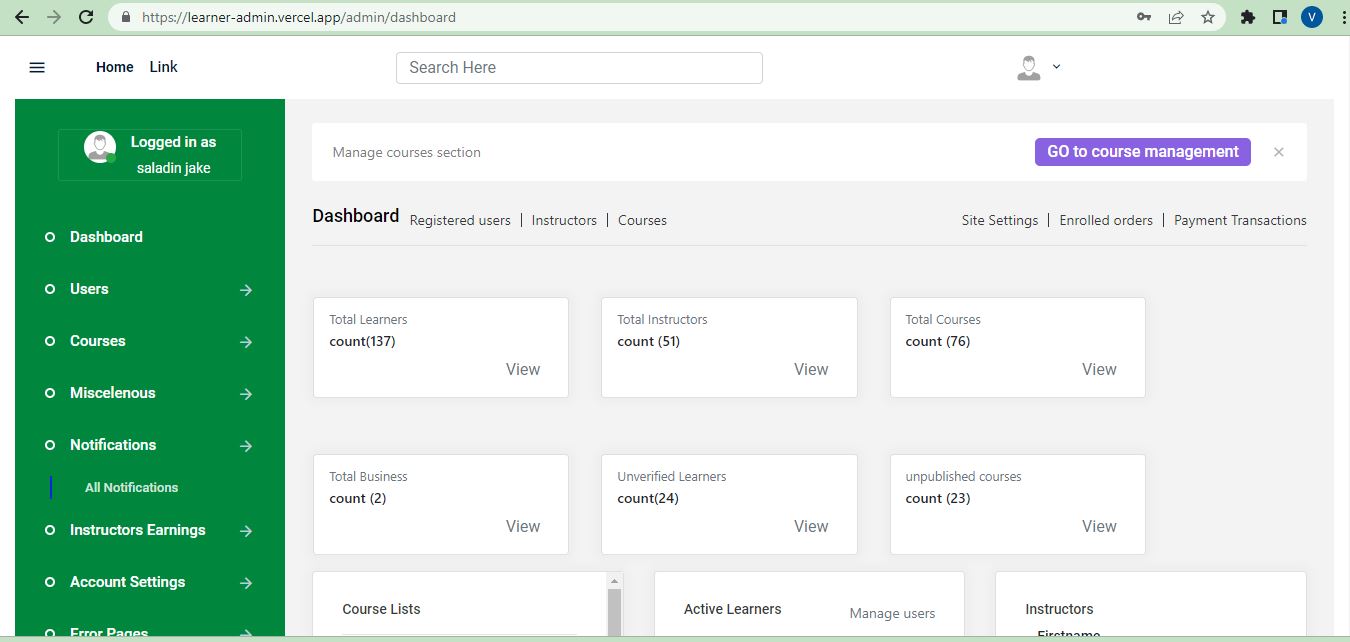 https://learner-admin.vercel.app/admin/dashboard
V
Home Link
Search Here
Logged in as
saladin jake
Dashboard
Users
Courses
Miscelenous
Notifications
All Notifications
Instructors Earnings
Account Settings
Error Pages
Manage courses section
GO to course management
Dashboard Registered users | Instructors | Courses
Site Settings | Enrolled orders | Payment Transactions
Total Learners
count(137)
View
Total Instructors
count (51)
View
Total Courses
count (76)
View
Total Business
count (2)
View
Unverified Learners
count(24)
View
unpublished courses
count (23)
View
Course Lists
Active Learners
Manage users
Instructors
Firstname